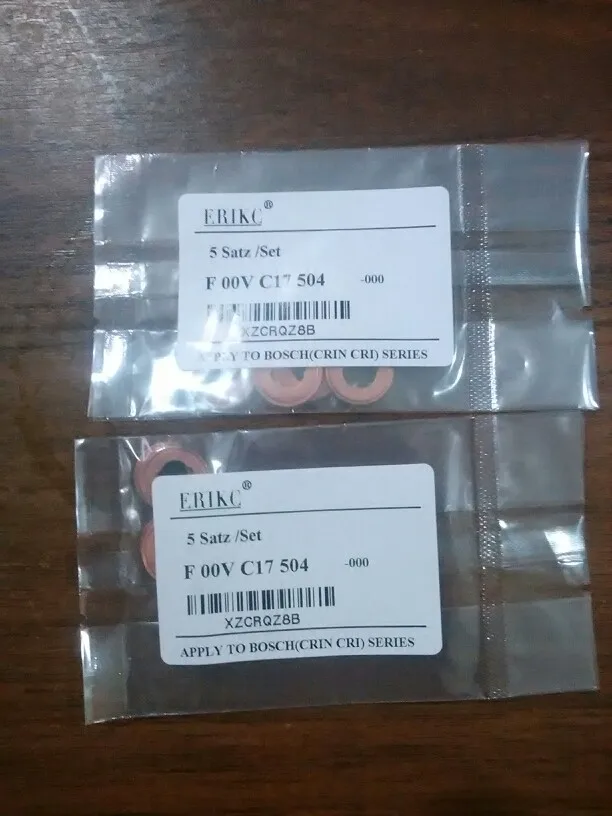 ERIKC®
5 Satz /Set
F 00V C17 504 -000
XZCRQZ8B
APPLY TO BOSCH(CRIN CRI) SERIES
ERIKC®
5 Satz /Set
F 00V C17 504 -000
XZCRQZ8B
APPLY TO BOSCH(CRIN CRI) SERIES